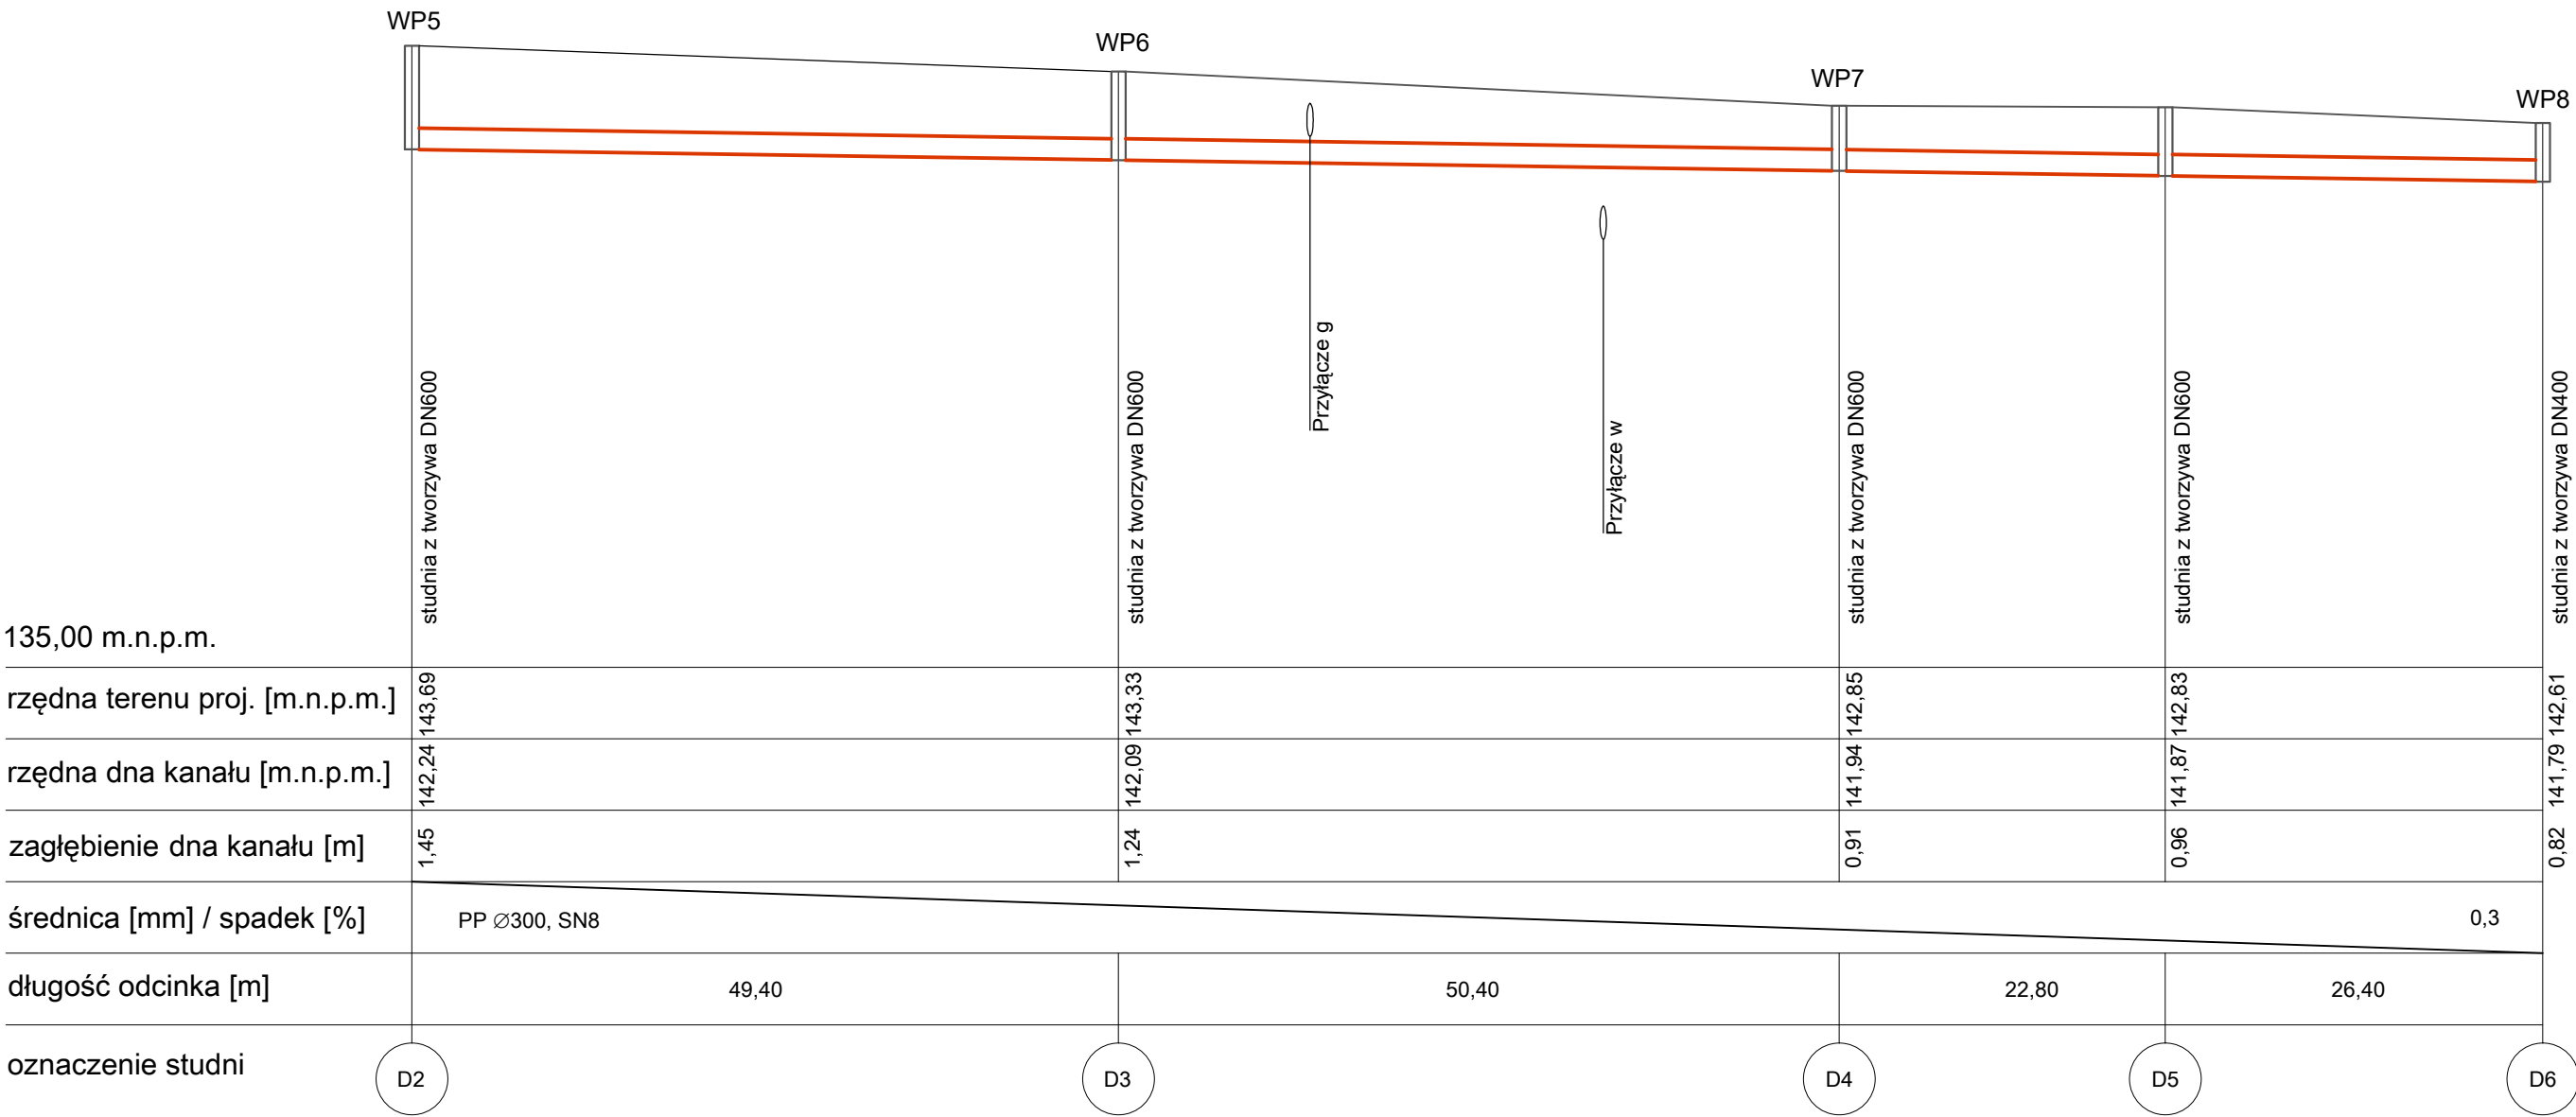 WP5
WP6
WP7
WP8
Przyłącze g
Przyłącze w
studnia z tworzywa DN600
studnia z tworzywa DN600
studnia z tworzywa DN600
studnia z tworzywa DN600
studnia z tworzywa DN400
135,00 m.n.p.m.
rzędna terenu proj. [m.n.p.m.] 143,69 143,33 142,85 142,83 142,61
rzędna dna kanału [m.n.p.m.] 142,24 142,09 141,94 141,87 141,79
zagłębienie dna kanału [m] 1,45 1,24 0,91 0,96 0,82
średnica [mm] / spadek [%] PP ∅300, SN8 0,3
długość odcinka [m] 49,40 50,40 22,80 26,40
oznaczenie studni D2 D3 D4 D5 D6